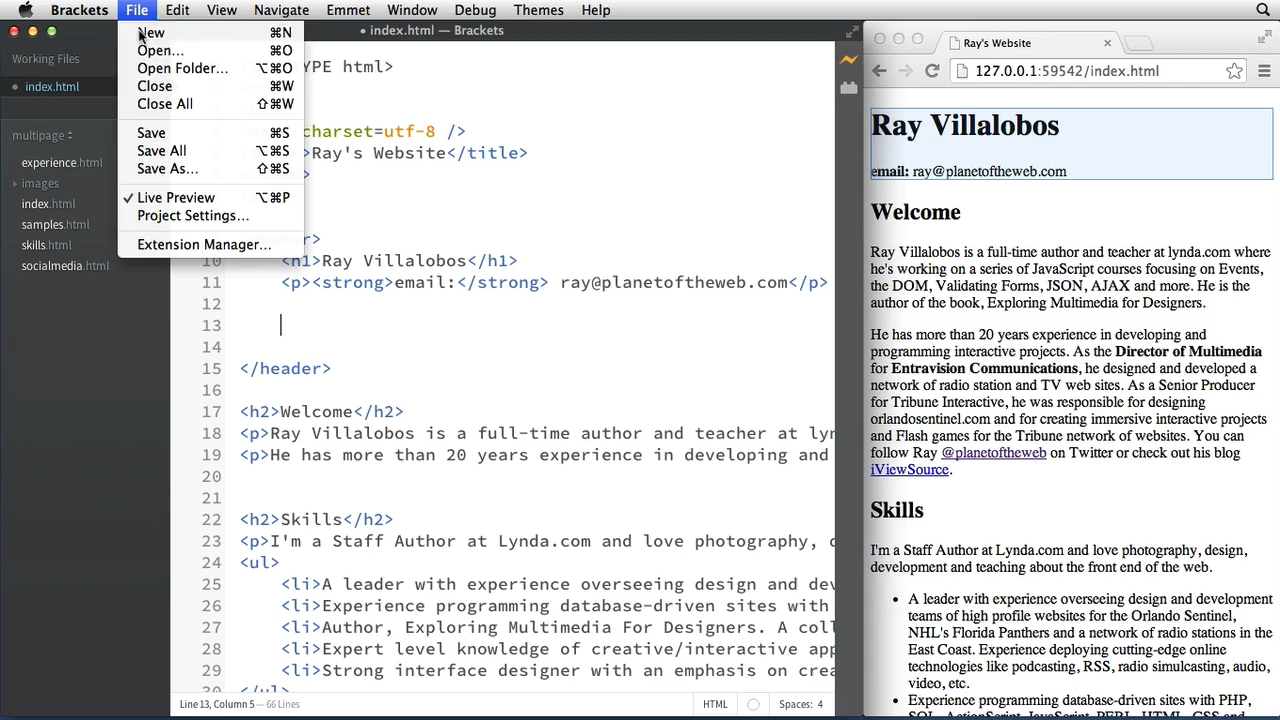 Brackets File Edit View Navigate Emmet Window Debug Themes Help
New ⌘N
Open... ⌘O
Open Folder... ⌥⌘O
Close ⌘W
Close All ⇧⌘W
Save ⌘S
Save All ⌥⌘S
Save As... ⇧⌘S
✓ Live Preview ⌥⌘P
Project Settings...
Extension Manager...
Working Files
• index.html
multipage
experience.html
images
index.html
samples.html
skills.html
socialmedia.html
• index.html — Brackets
YPE html>
charset=utf-8 />
>Ray's Website</title>
>
>
10 <h1>Ray Villalobos</h1>
11 <p><strong>email:</strong> ray@planetoftheweb.com</p>
12
13
14
15 </header>
16
17 <h2>Welcome</h2>
18 <p>Ray Villalobos is a full-time author and teacher at lyn
19 <p>He has more than 20 years experience in developing and
20
21
22 <h2>Skills</h2>
23 <p>I'm a Staff Author at Lynda.com and love photography,
24 <ul>
25 <li>A leader with experience overseeing design and dev
26 <li>Experience programming database-driven sites with
27 <li>Author, Exploring Multimedia For Designers. A coll
28 <li>Expert level knowledge of creative/interactive app
29 <li>Strong interface designer with an emphasis on crea
30 </ul>
Line 13, Column 5 — 66 Lines
HTML
Spaces: 4
Ray's Website
127.0.0.1:59542/index.html
Ray Villalobos
email: ray@planetoftheweb.com
Welcome
Ray Villalobos is a full-time author and teacher at lynda.com where
he's working on a series of JavaScript courses focusing on Events,
the DOM, Validating Forms, JSON, AJAX and more. He is the
author of the book, Exploring Multimedia for Designers.
He has more than 20 years experience in developing and
programming interactive projects. As the Director of Multimedia
for Entravision Communications, he designed and developed a
network of radio station and TV web sites. As a Senior Producer
for Tribune Interactive, he was responsible for designing
orlandosentinel.com and for creating immersive interactive projects
and Flash games for the Tribune network of websites. You can
follow Ray @planetoftheweb on Twitter or check out his blog
iViewSource.
Skills
I'm a Staff Author at Lynda.com and love photography, design,
development and teaching about the front end of the web.
• A leader with experience overseeing design and development
teams of high profile websites for the Orlando Sentinel,
NHL's Florida Panthers and a network of radio stations in the
East Coast. Experience deploying cutting-edge online
technologies like podcasting, RSS, radio simulcasting, audio,
video, etc.
• Experience programming database-driven sites with PHP,
SQL, ActionScript, JavaScript, PERL, HTML, CSS and